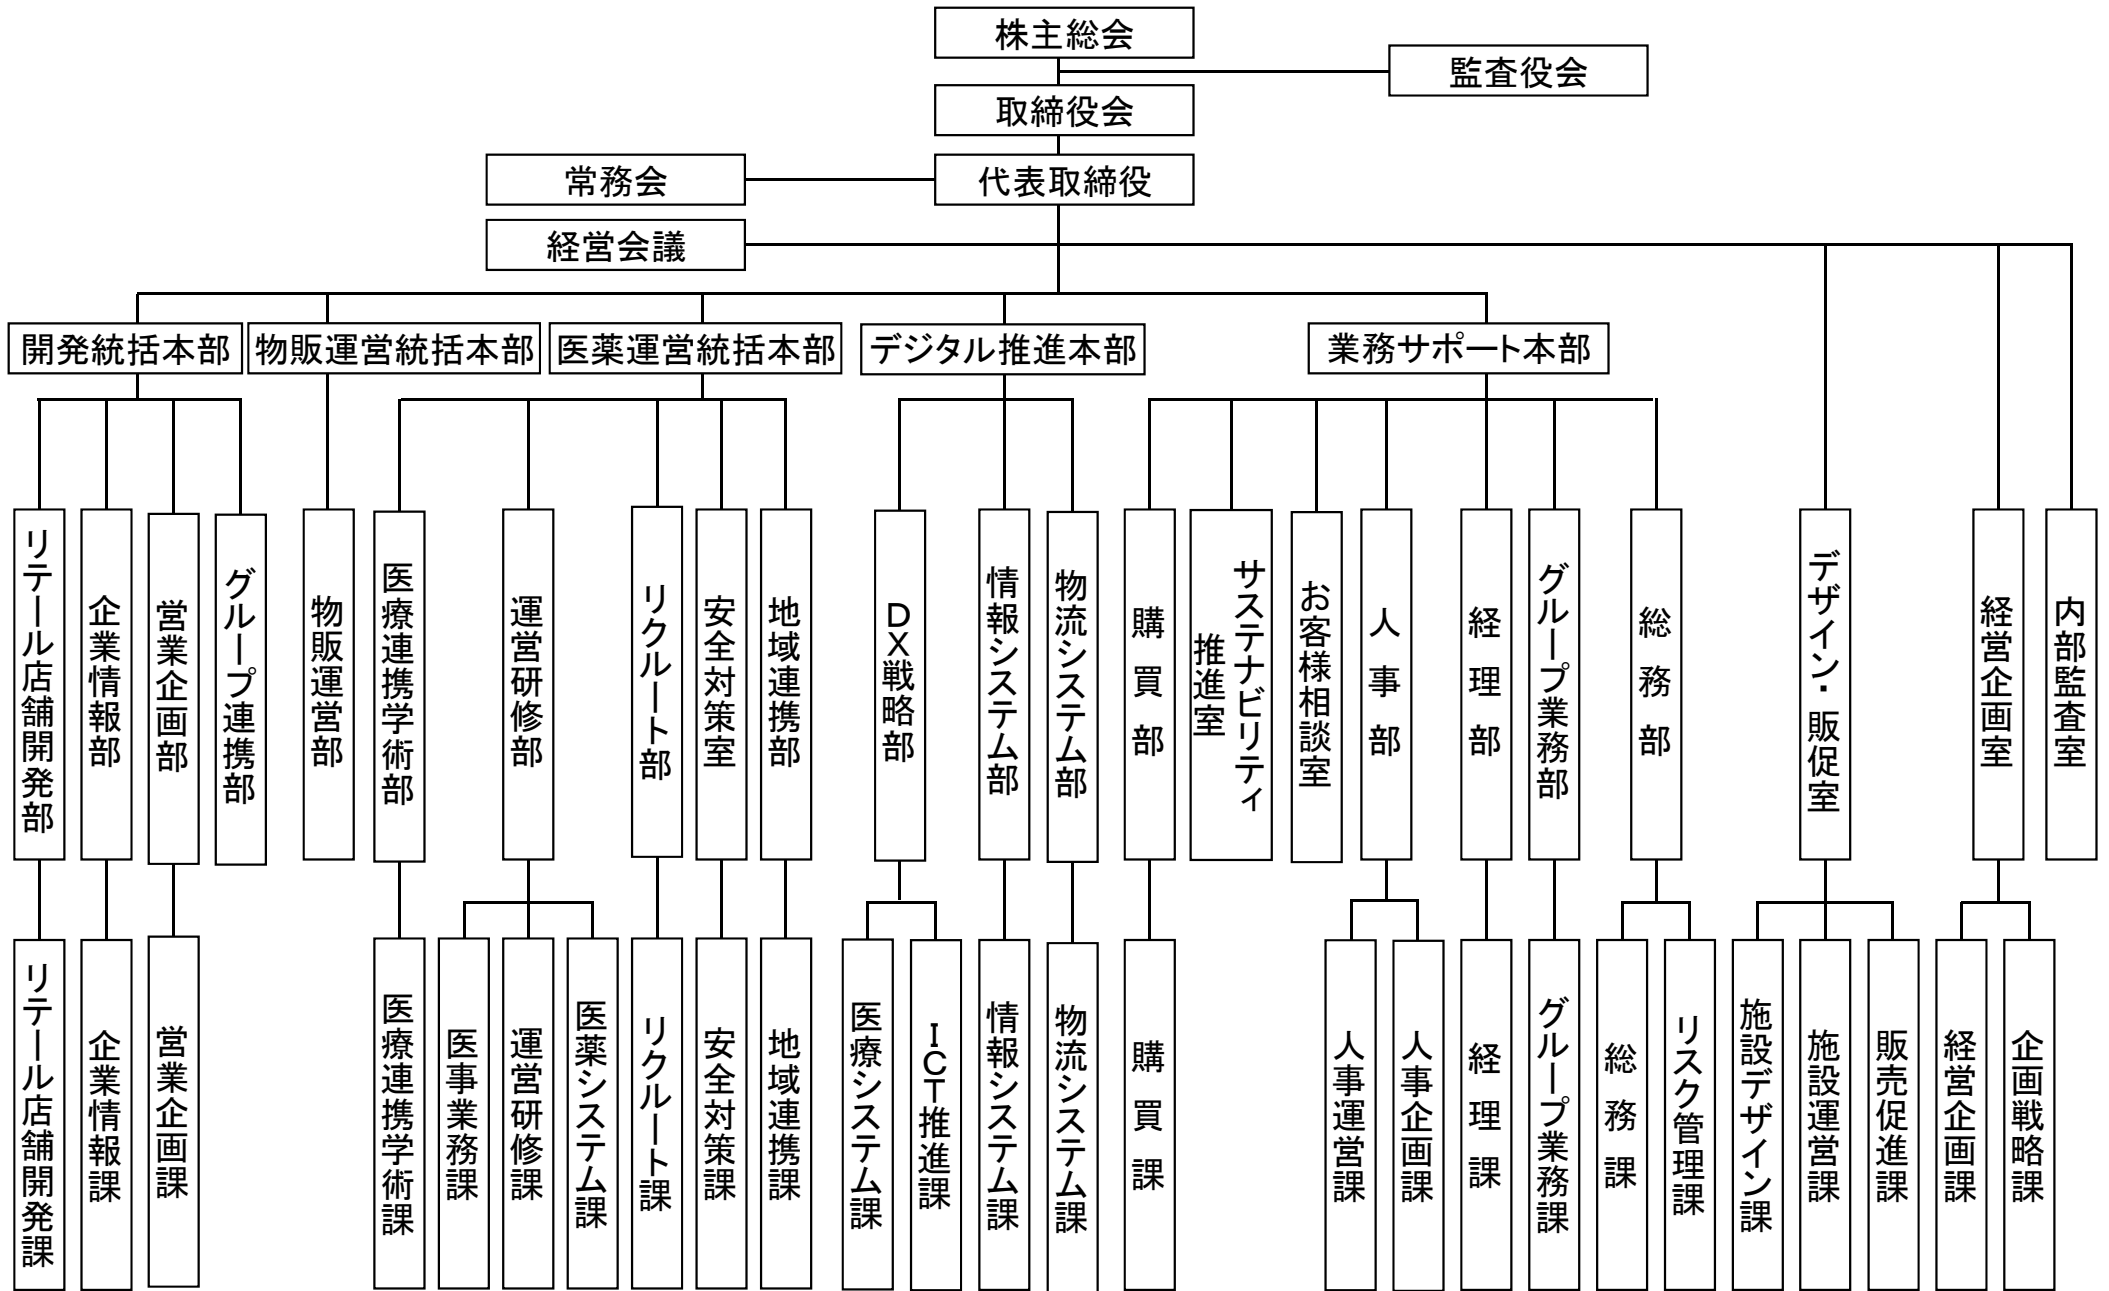 株主総会
監査役会
取締役会
常務会
代表取締役
経営会議
開発統括本部
物販運営統括本部
医薬運営統括本部
デジタル推進本部
業務サポート本部
リテール店舗開発部
企業情報部
営業企画部
グループ連携部
物販運営部
医療連携学術部
運営研修部
リクルート部
安全対策室
地域連携部
DX戦略部
情報システム部
物流システム部
購買部
サステナビリティ
推進室
お客様相談室
人事部
経理部
グループ業務部
総務部
デザイン・販促室
経営企画室
内部監査室
リテール店舗開発課
企業情報課
営業企画課
医療連携学術課
医事業務課
運営研修課
医薬システム課
リクルート課
安全対策課
地域連携課
医療システム課
ICT推進課
情報システム課
物流システム課
購買課
人事運営課
人事企画課
経理課
グループ業務課
総務課
リスク管理課
施設デザイン課
施設運営課
販売促進課
経営企画課
企画戦略課